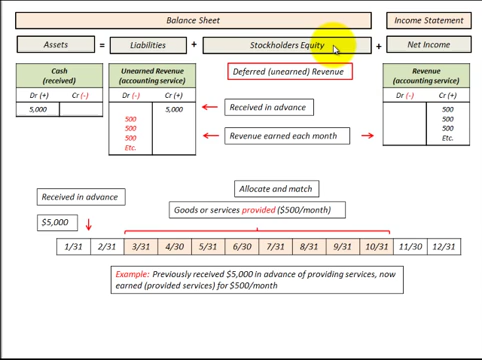 Balance Sheet
Income Statement
Assets = Liabilities + Stockholders Equity + Net Income
Cash
(received)
Dr (+) Cr (-)
5,000
Unearned Revenue
(accounting service)
Dr (-) Cr (+)
5,000
500
500
500
Etc.
Deferred (unearned) Revenue
Received in advance
Revenue earned each month
Revenue
(accounting service)
Dr (-) Cr (+)
500
500
500
Etc.
Received in advance
$5,000
Allocate and match
Goods or services provided ($500/month)
1/31 2/31 3/31 4/30 5/31 6/30 7/31 8/31 9/31 10/31 11/30 12/31
Example: Previously received $5,000 in advance of providing services, now
earned (provided services) for $500/month